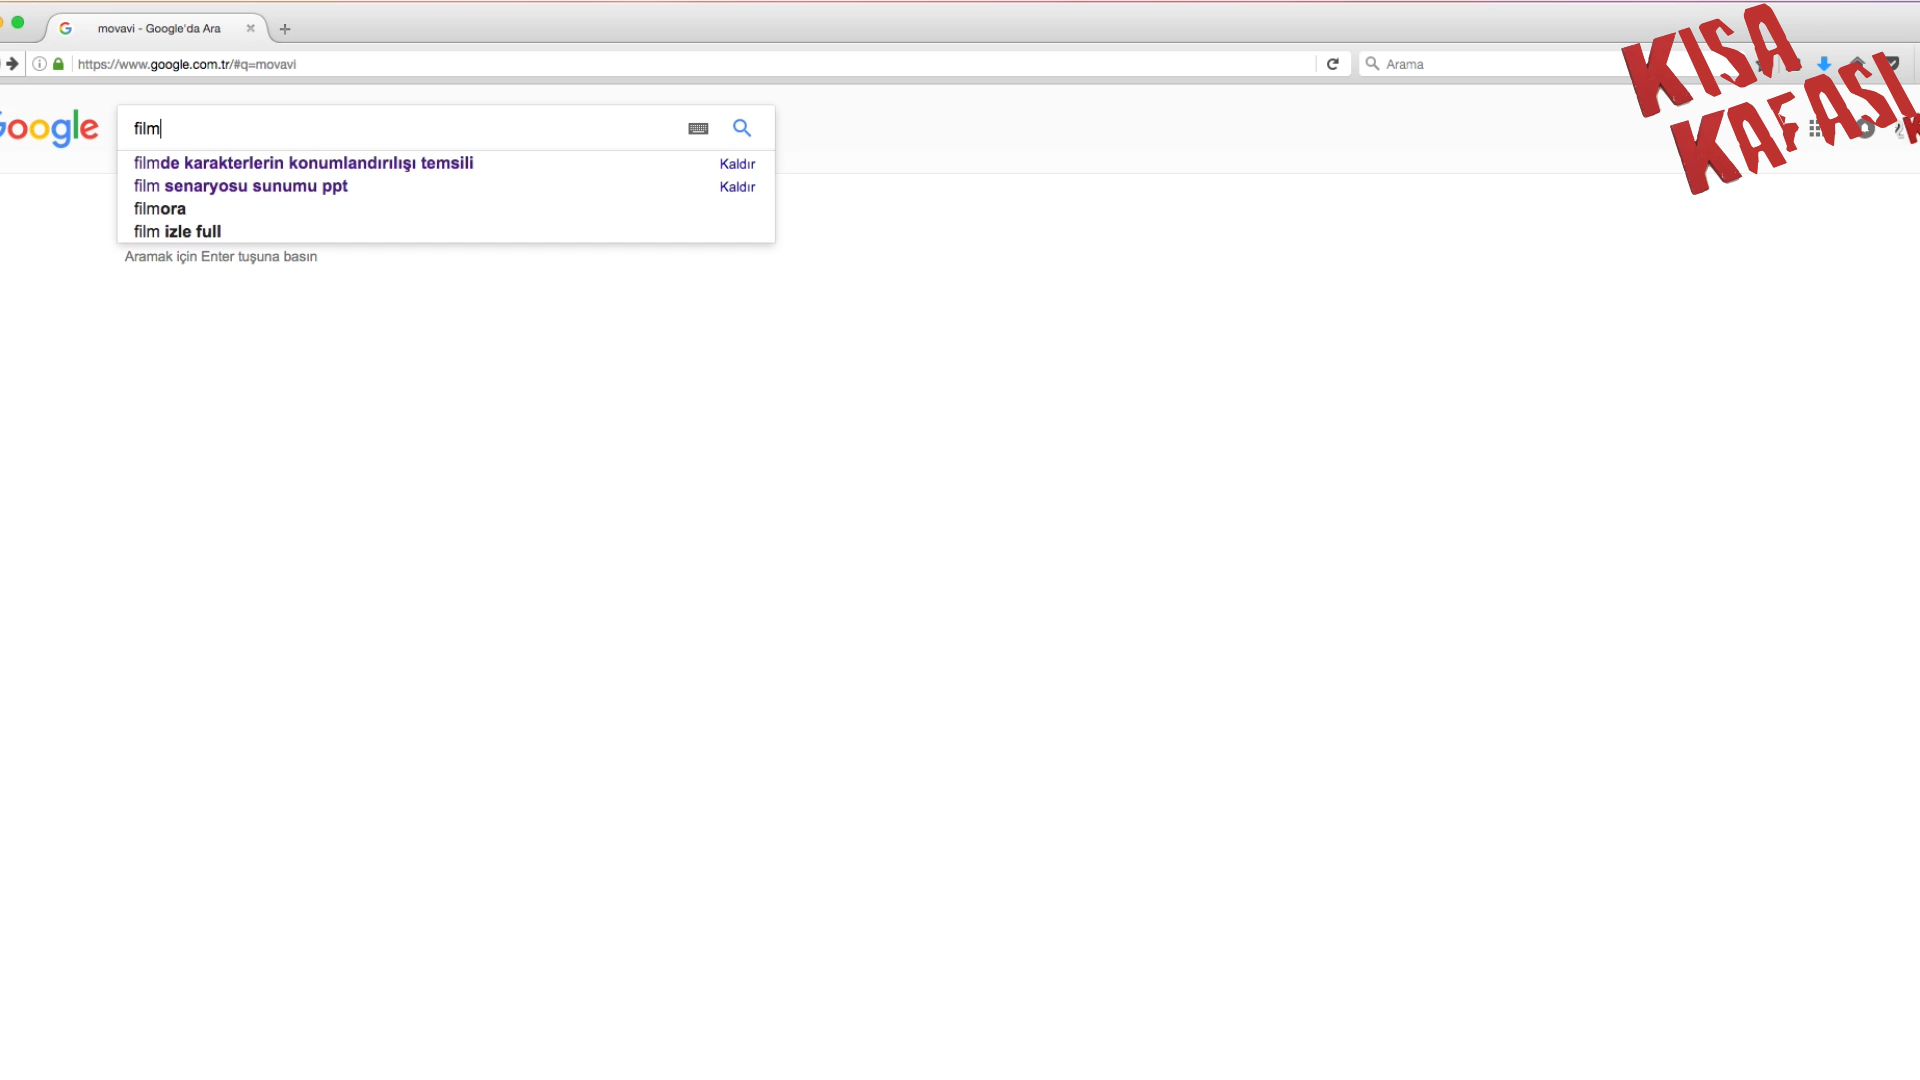 movavi - Google'da Ara
https://www.google.com.tr/#q=movavi
Arama
KISA
KAFASI
Google
film
filmde karakterlerin konumlandırılışı temsili
Kaldır
film senaryosu sunumu ppt
Kaldır
filmora
film izle full
Aramak için Enter tuşuna basın